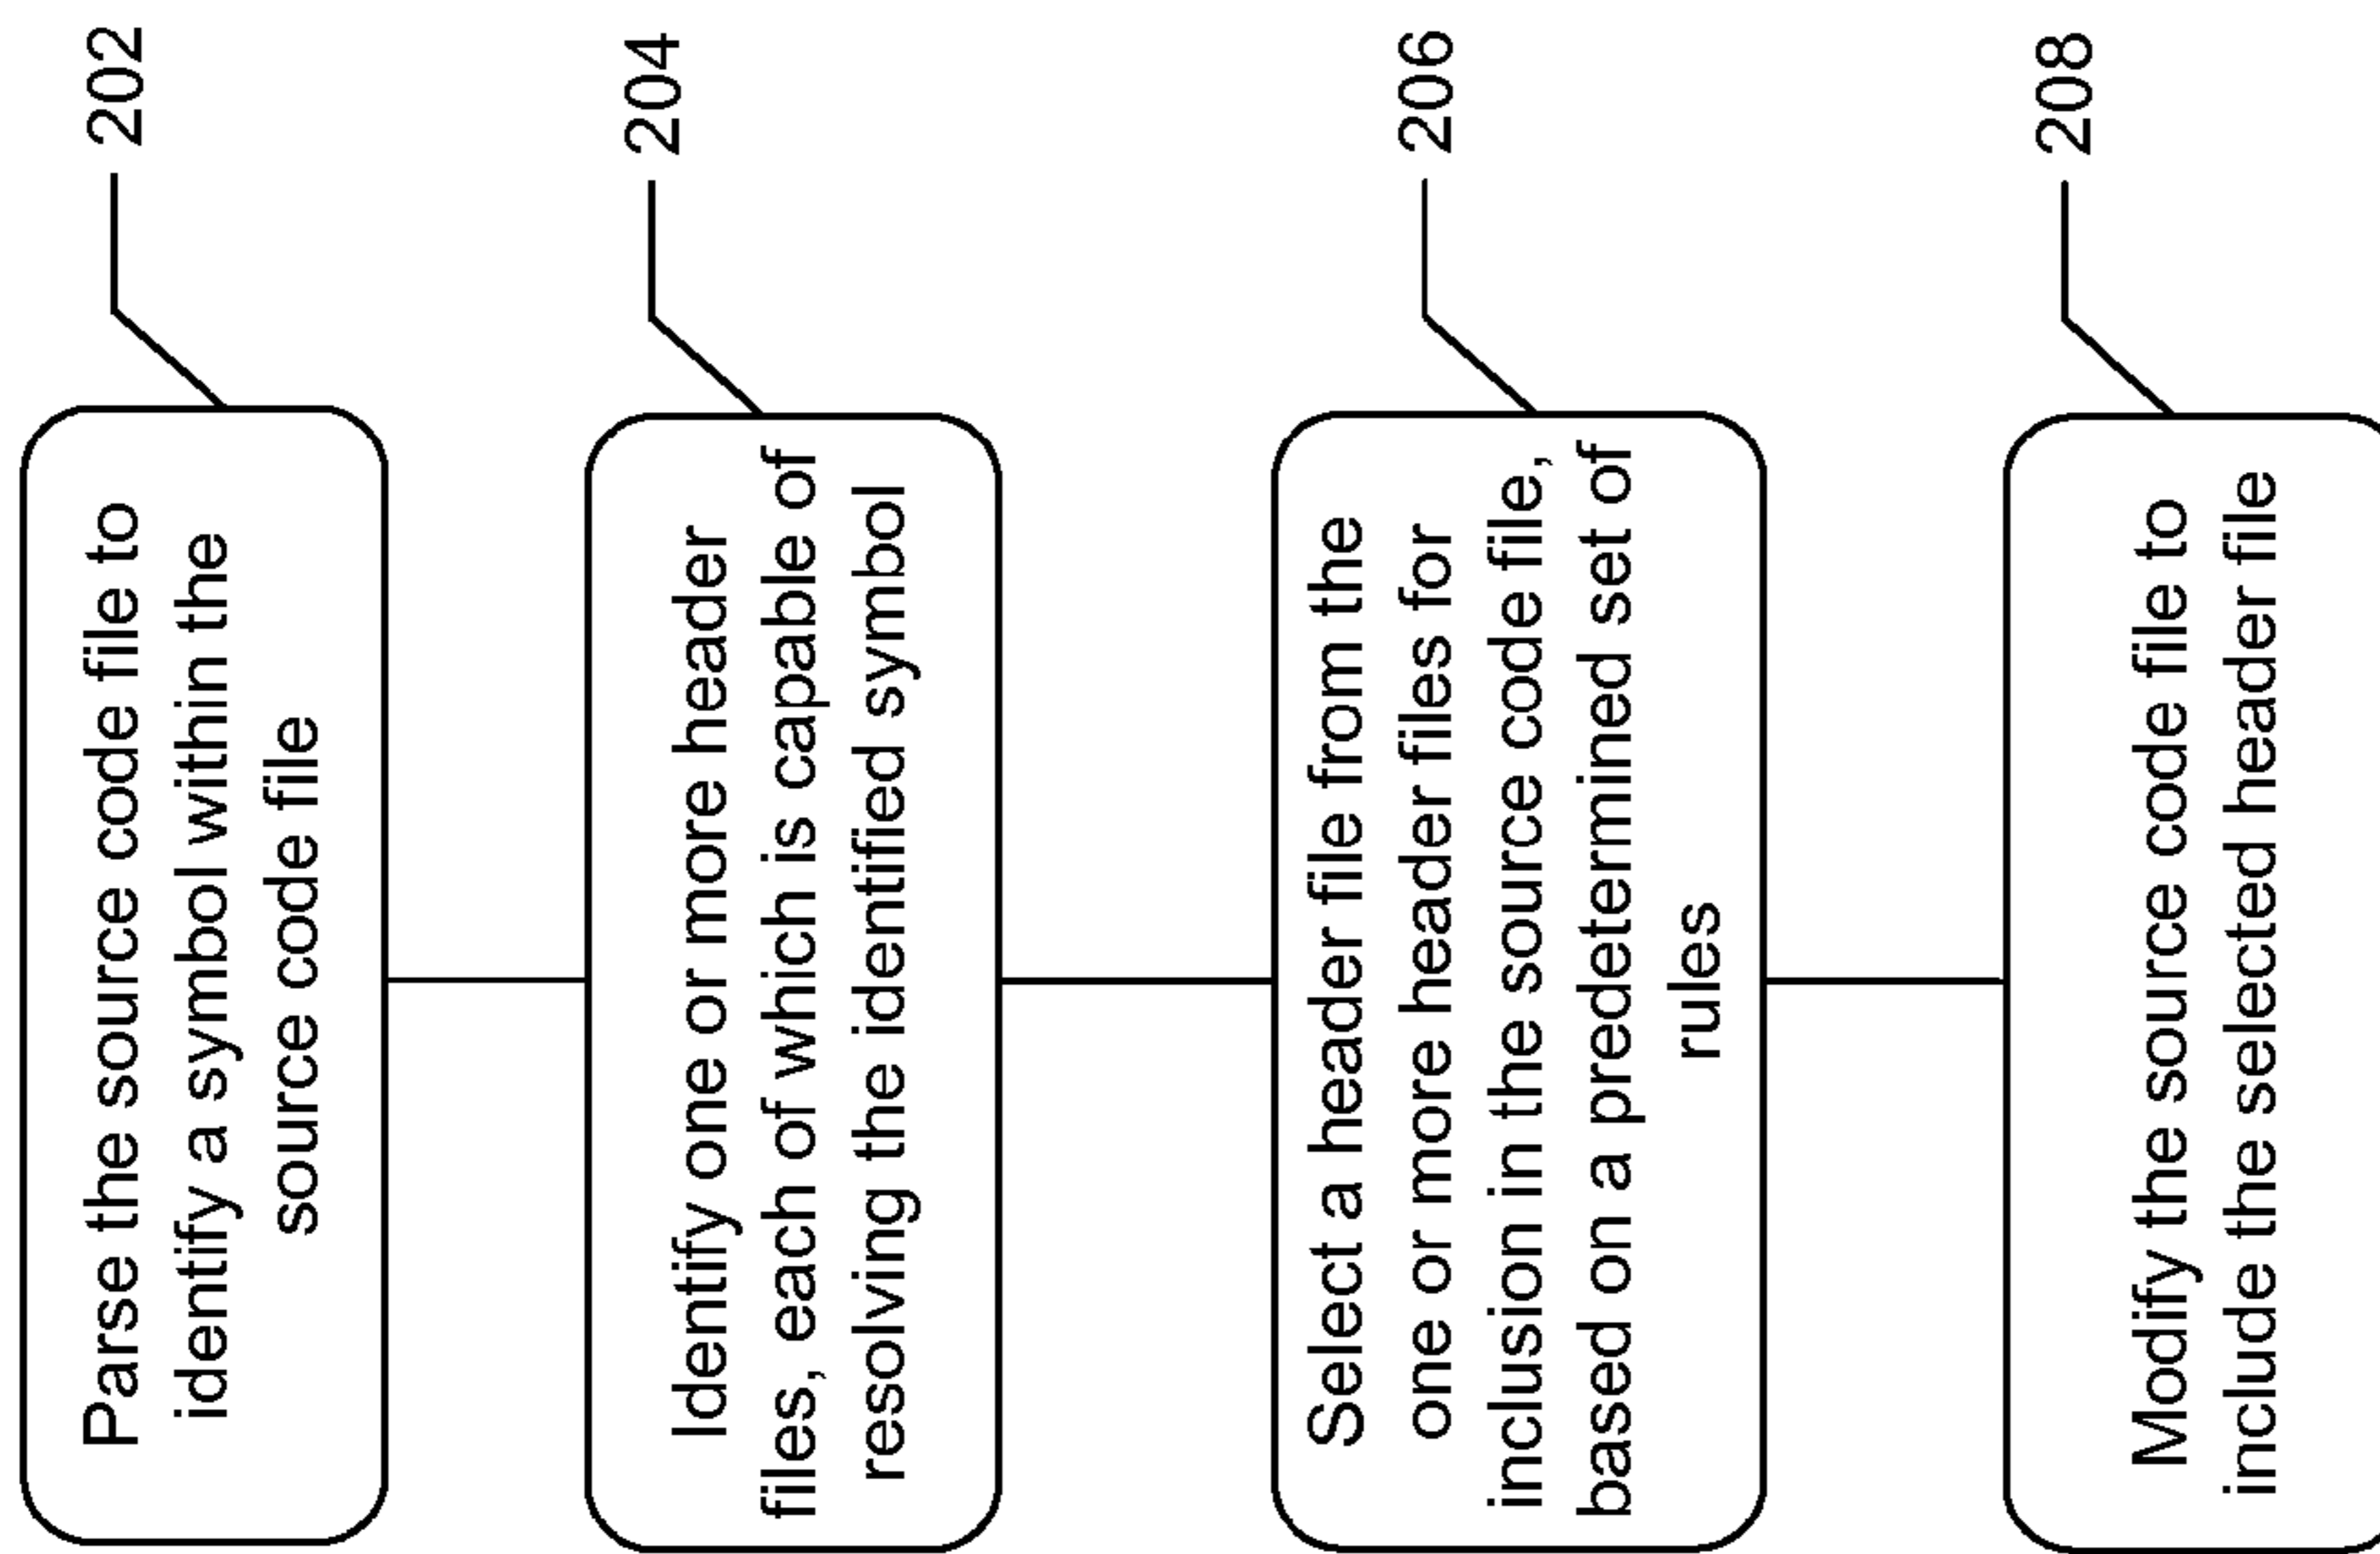 Parse the source code file to
identify a symbol within the
source code file
202
Identify one or more header
files, each of which is capable of
resolving the identified symbol
204
Select a header file from the
one or more header files for
inclusion in the source code file,
based on a predetermined set of
rules
206
Modify the source code file to
include the selected header file
208